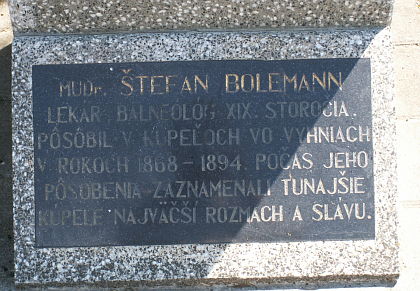 MUDR. ŠTEFAN BOLEMANN
LEKÁR, BALNEOLÓG XIX. STOROČIA.
PÔSOBIL V KÚPEĽOCH VO VYHNIACH
V ROKOCH 1868 - 1894. POČAS JEHO
PÔSOBENIA ZAZNAMENALI TUNAJŠIE
KÚPELE NAJVÄČŠÍ ROZMACH A SLÁVU.